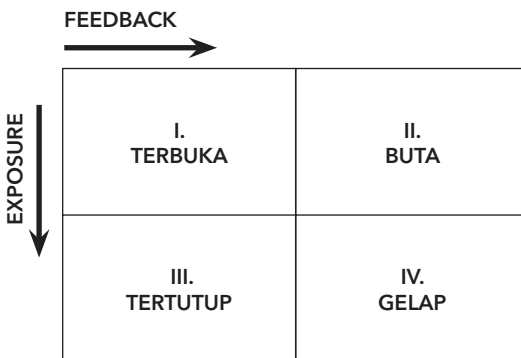 FEEDBACK
EXPOSURE
I.
TERBUKA
II.
BUTA
III.
TERTUTUP
IV.
GELAP